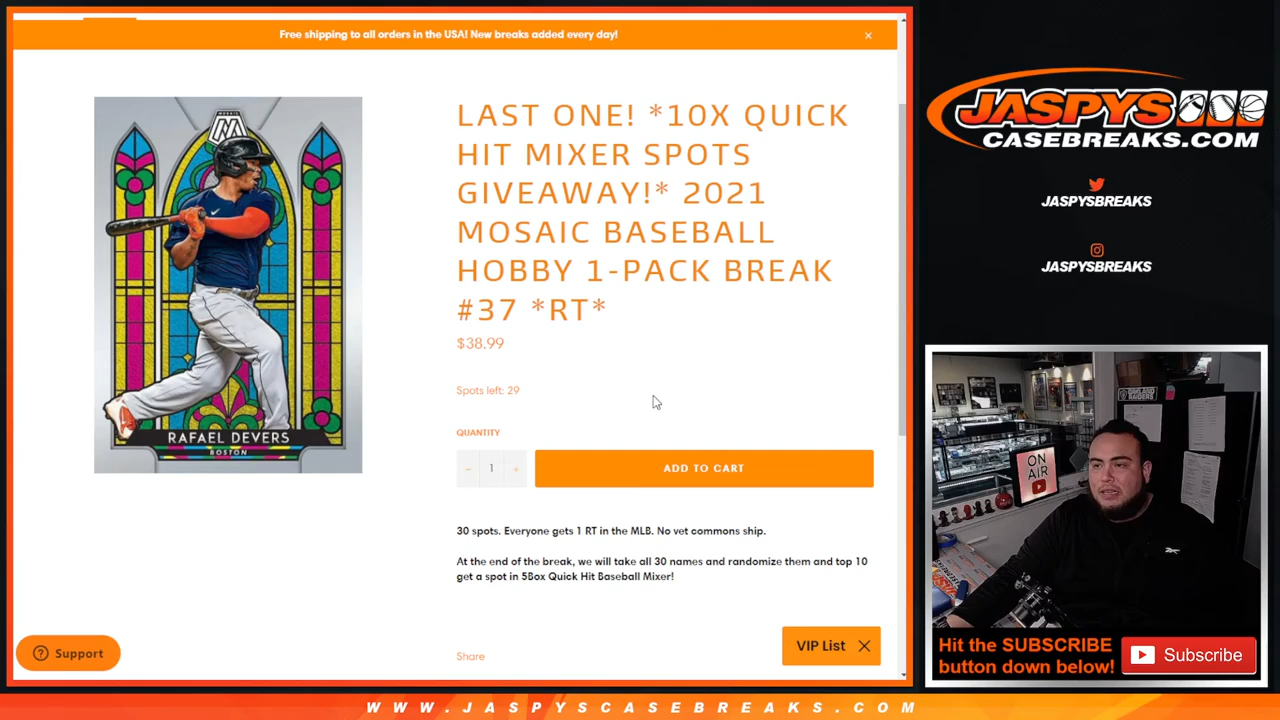 Free shipping to all orders in the USA! New breaks added every day!
LAST ONE! *10X QUICK
HIT MIXER SPOTS
GIVEAWAY!* 2021
MOSAIC BASEBALL
HOBBY 1-PACK BREAK
#37 *RT*
$38.99
Spots left: 29
QUANTITY
- 1 +
ADD TO CART
30 spots. Everyone gets 1 RT in the MLB. No vet commons ship.
At the end of the break, we will take all 30 names and randomize them and top 10
get a spot in 5Box Quick Hit Baseball Mixer!
Share
Support
VIP List
MOSAIC
RAFAEL DEVERS
BOSTON
JASPYS
CASEBREAKS.COM
JASPYSBREAKS
JASPYSBREAKS
OAKLAND
RAIDERS
ON
AIR
Hit the SUBSCRIBE
button down below!
Subscribe
WWW.JASPYSCASEBREAKS.COM